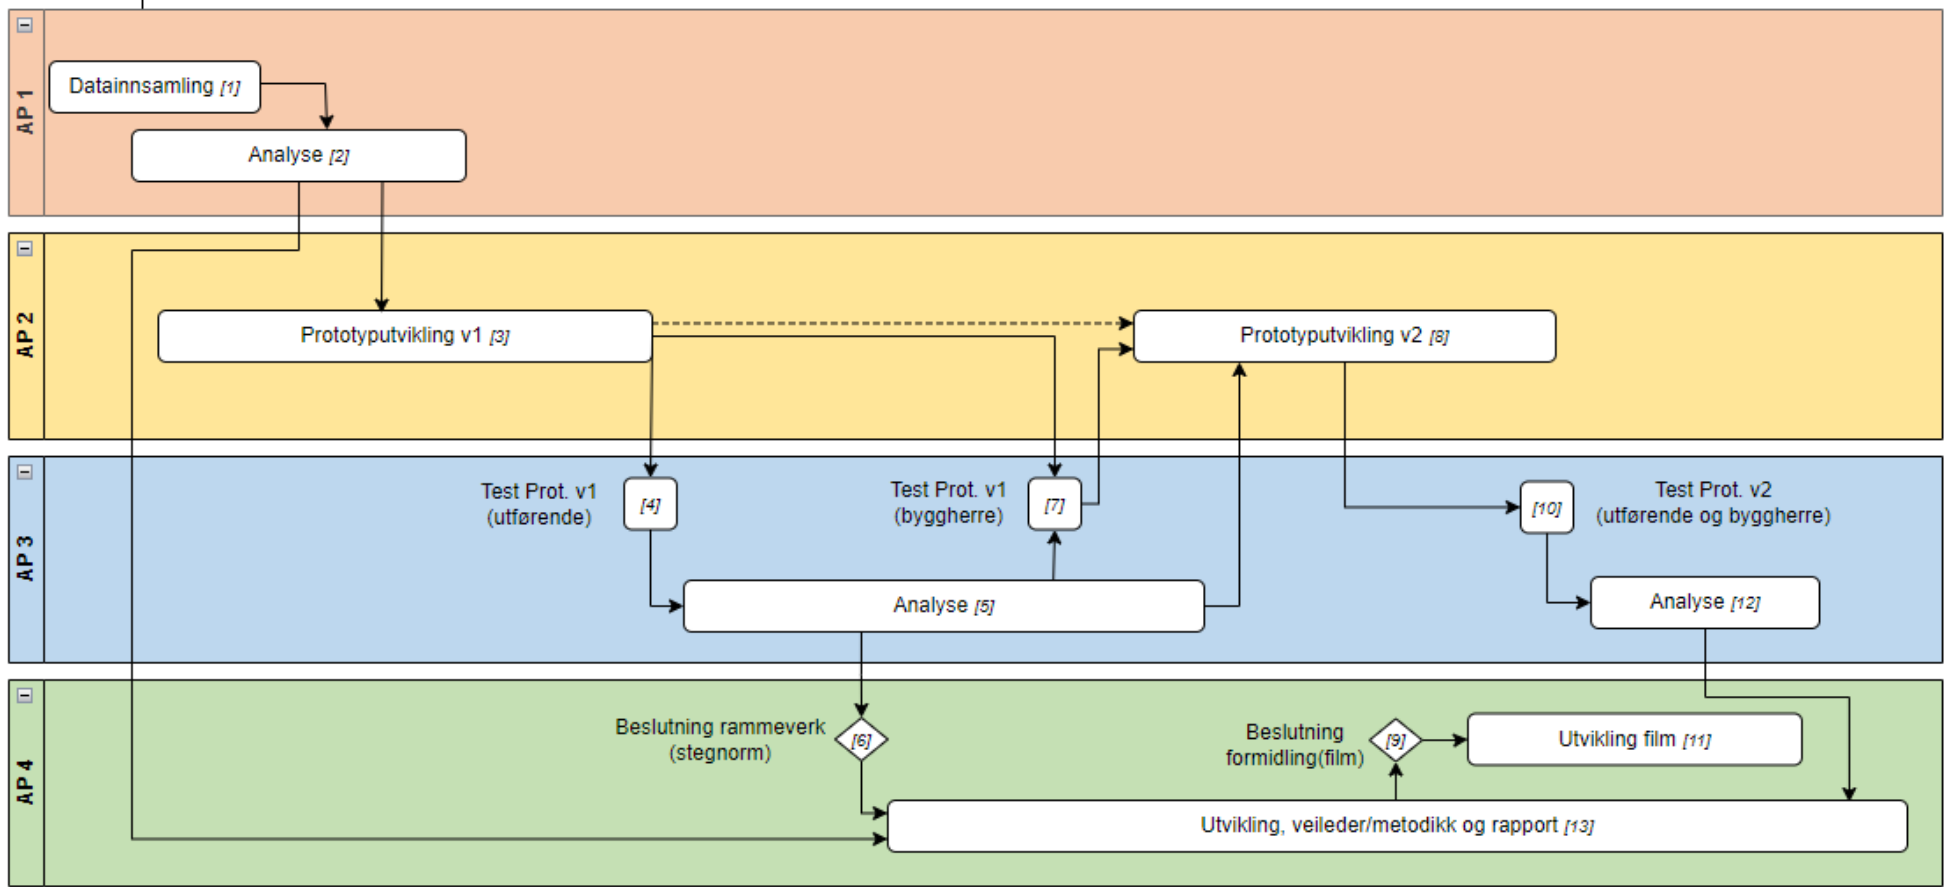 AP 1
Datainnsamling [1]
Analyse [2]
AP 2
Prototyputvikling v1 [3]
Prototyputvikling v2 [8]
AP 3
Test Prot. v1
(utførende)
[4]
Test Prot. v1
(byggherre)
[7]
[10]
Test Prot. v2
(utførende og byggherre)
Analyse [5]
Analyse [12]
AP 4
Beslutning rammeverk
(stegnorm)
[6]
Beslutning
formidling(film)
[9]
Utvikling film [11]
Utvikling, veileder/metodikk og rapport [13]